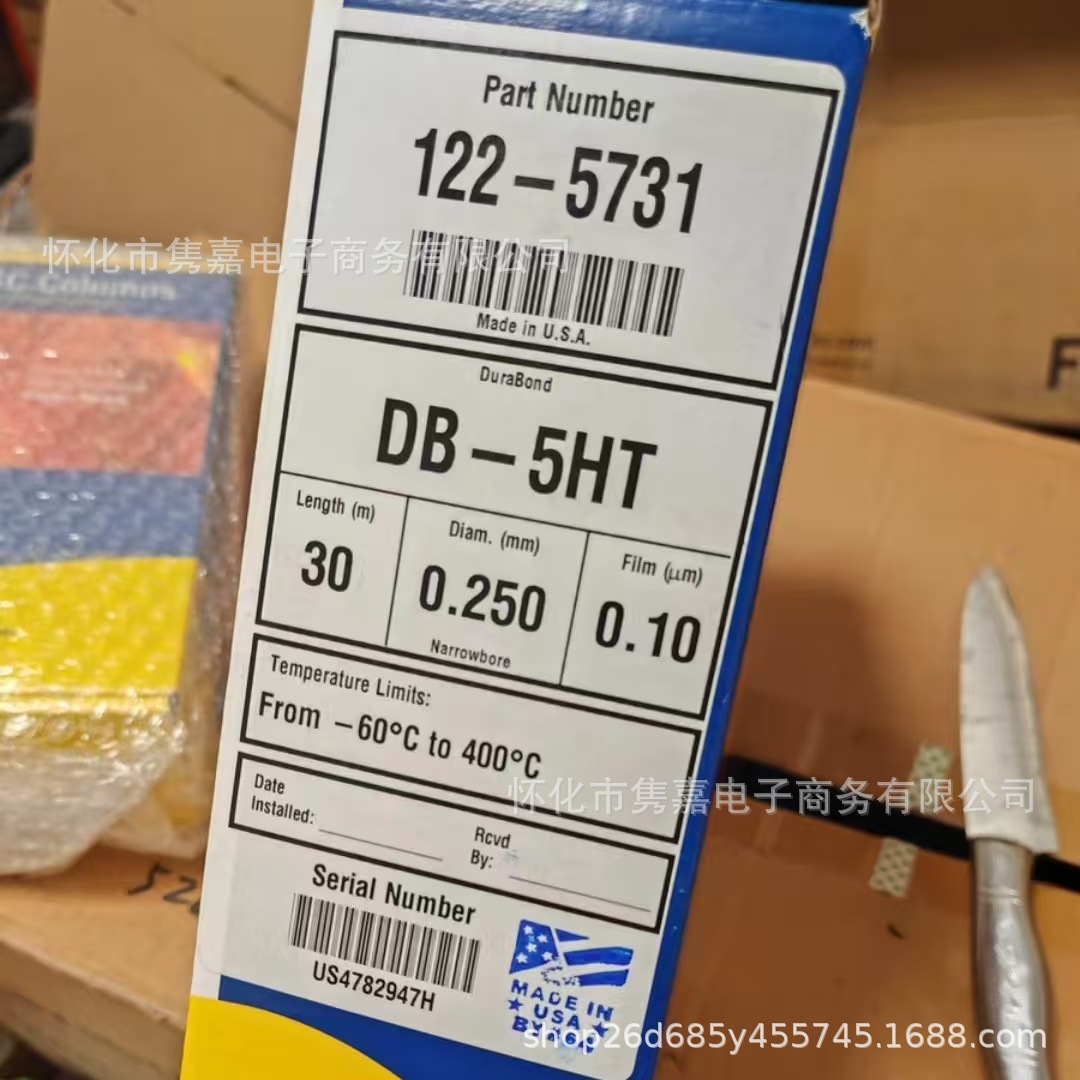 Part Number
122-5731
怀化市隽嘉电子商务有限公司
GC Columns
Made in U.S.A.
DuraBond
DB-5HT
Length (m)
30
Diam. (mm)
0.250
Narrowbore
Film (µm)
0.10
Temperature Limits:
From -60°C to 400°C
怀化市隽嘉电子商务有限公司
Date
Installed:
Rcvd
By:
Serial Number
US4782947H
MADE IN
USA
shop26d685y455745.1688.com
F